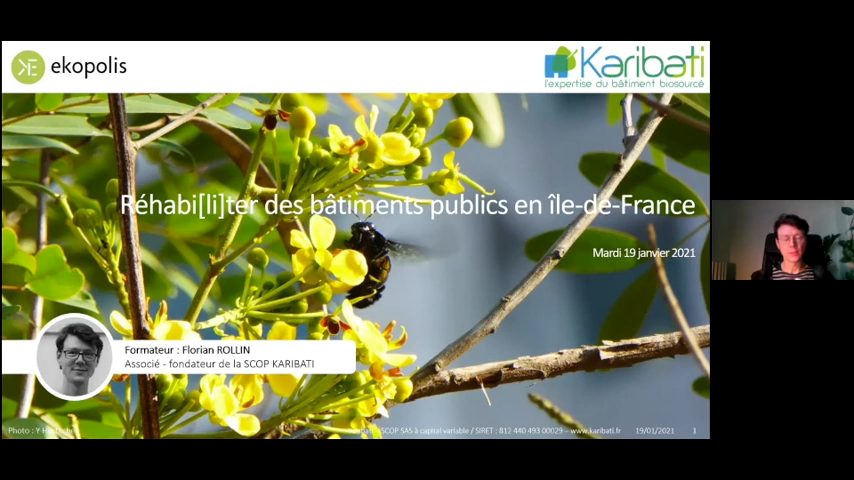 ekopolis
Karibati
l'expertise du bâtiment biosourcé
Réhabi[li]ter des bâtiments publics en île-de-France
Mardi 19 janvier 2021
Formateur : Florian ROLLIN
Associé - fondateur de la SCOP KARIBATI
Photo : Y
SCOP SAS à capital variable / SIRET : 812 440 493 00029 – www.karibati.fr 19/01/2021 1